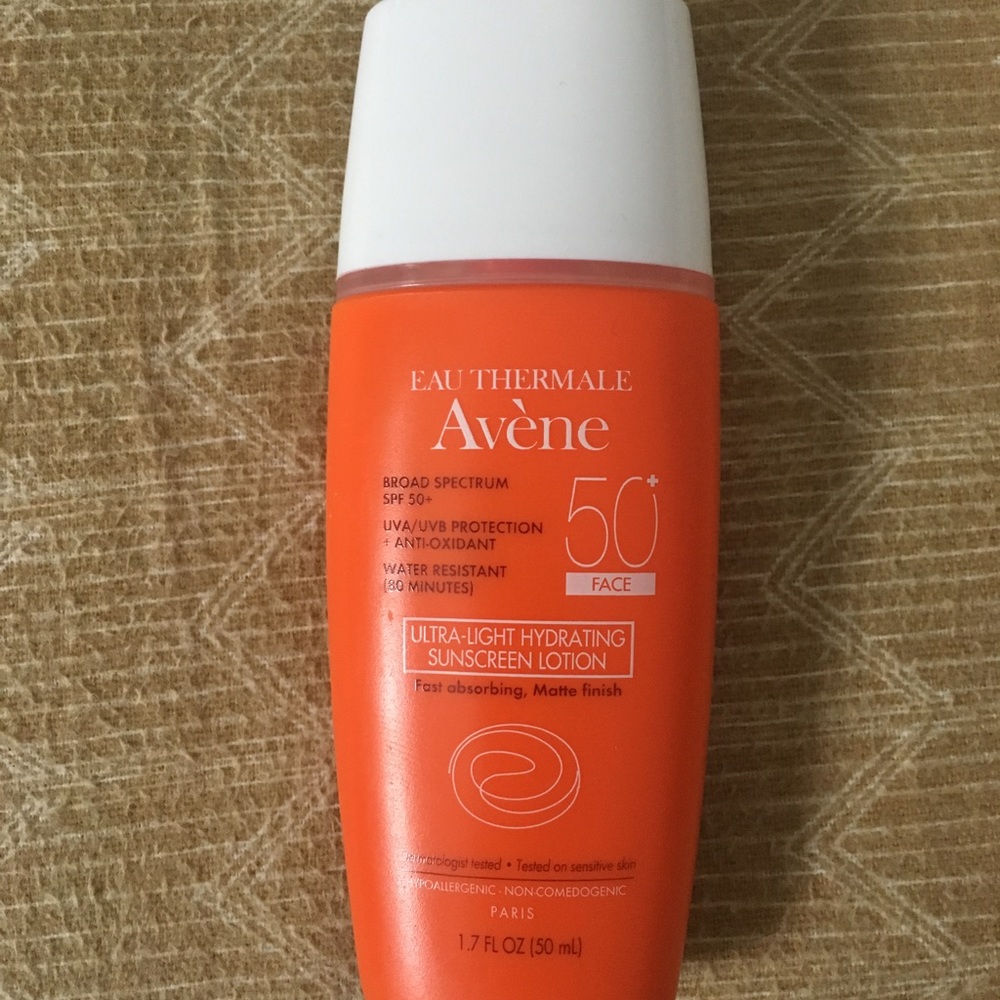 EAU THERMALE
Avène
BROAD SPECTRUM
SPF 50+
UVA/UVB PROTECTION
+ ANTI-OXIDANT
WATER RESISTANT
(80 MINUTES)
50+
FACE
ULTRA-LIGHT HYDRATING
SUNSCREEN LOTION
Fast absorbing, Matte finish
tested • Tested on sensitive skin
HYPOALLERGENIC - NON-COMEDOGENIC
PARIS
1.7 FL OZ (50 mL)